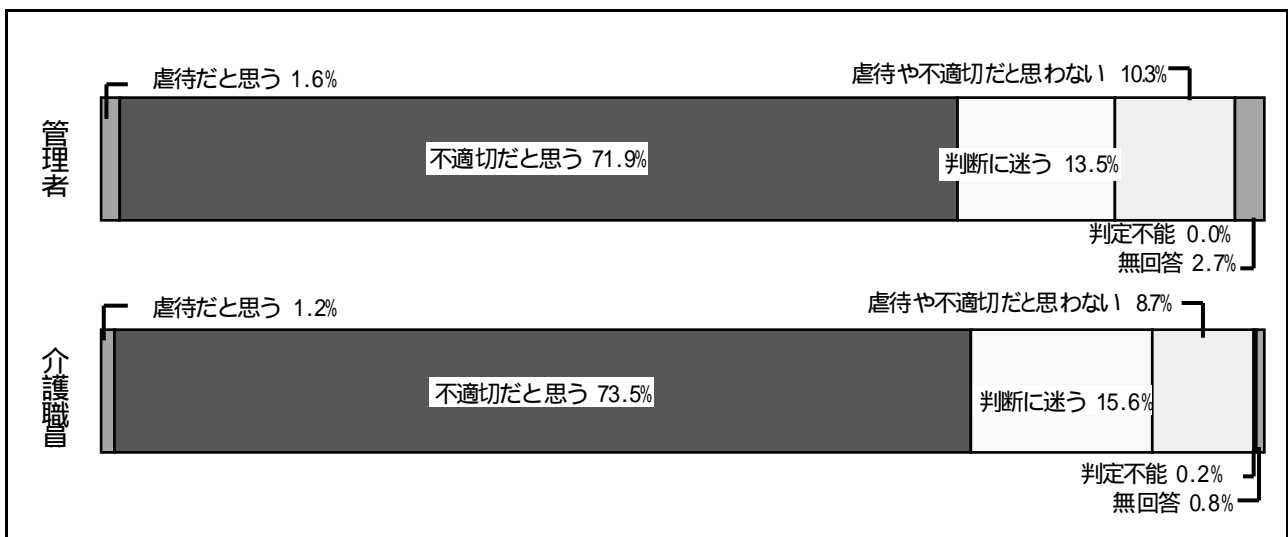 虐待だと思う 1.6%
虐待や不適切だと思わない 10.3%
管理者
不適切だと思う 71.9%
判断に迷う 13.5%
判定不能 0.0%
無回答 2.7%
虐待だと思う 1.2%
虐待や不適切だと思わない 8.7%
介護職員
不適切だと思う 73.5%
判断に迷う 15.6%
判定不能 0.2%
無回答 0.8%